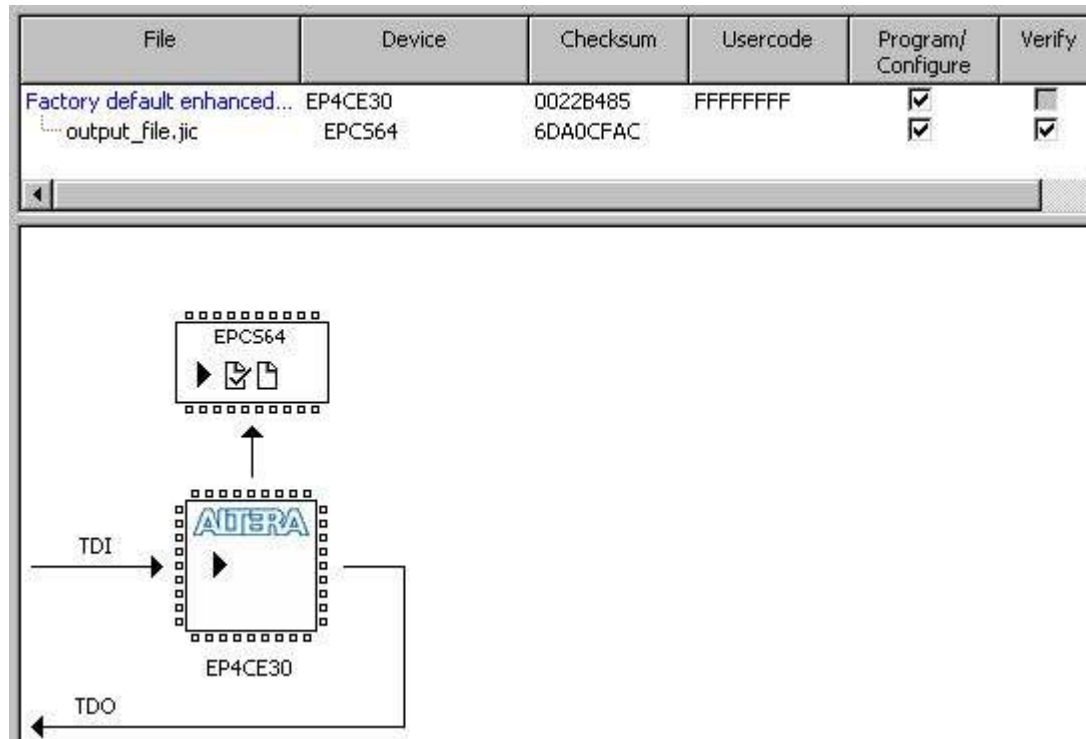 File Device Checksum Usercode Program/ Configure Verify
Factory default enhanced... EP4CE30 0022B485 FFFFFFFF
output_file.jic EPCS64 6DA0CFAC
EPCS64
ALTERA
TDI
EP4CE30
TDO